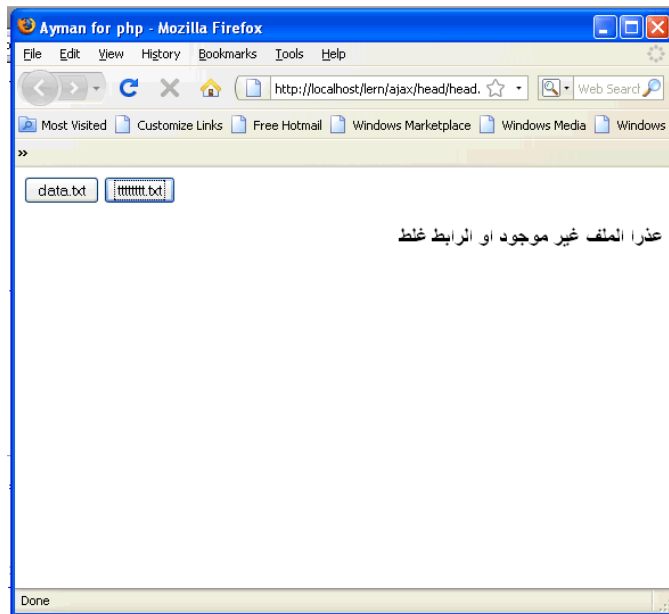 Ayman for php - Mozilla Firefox
File Edit View History Bookmarks Tools Help
http://localhost/lern/ajax/head/head. Web Search
Most Visited Customize Links Free Hotmail Windows Marketplace Windows Media Windows
»
data.txt tttttttt.txt
عذرا الملف غير موجود او الرابط غلط
Done